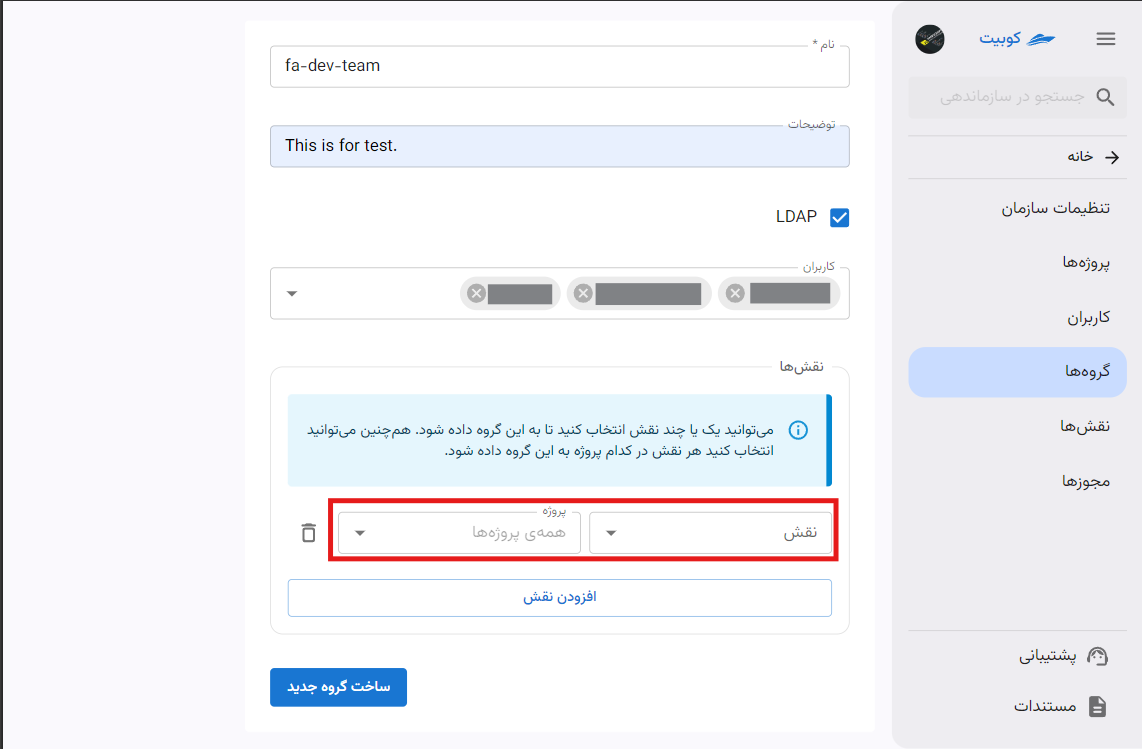 کوبیت
جستجو در سازماندهی
خانه
تنظیمات سازمان
پروژه‌ها
کاربران
گروه‌ها
نقش‌ها
مجوزها
پشتیبانی
مستندات
نام *
fa-dev-team
توضیحات
This is for test.
LDAP
کاربران
نقش‌ها
می‌توانید یک یا چند نقش انتخاب کنید تا به این گروه داده شود. هم‌چنین می‌توانید
انتخاب کنید هر نقش در کدام پروژه به این گروه داده شود.
نقش
پروژه
همه‌ی پروژه‌ها
افزودن نقش
ساخت گروه جدید